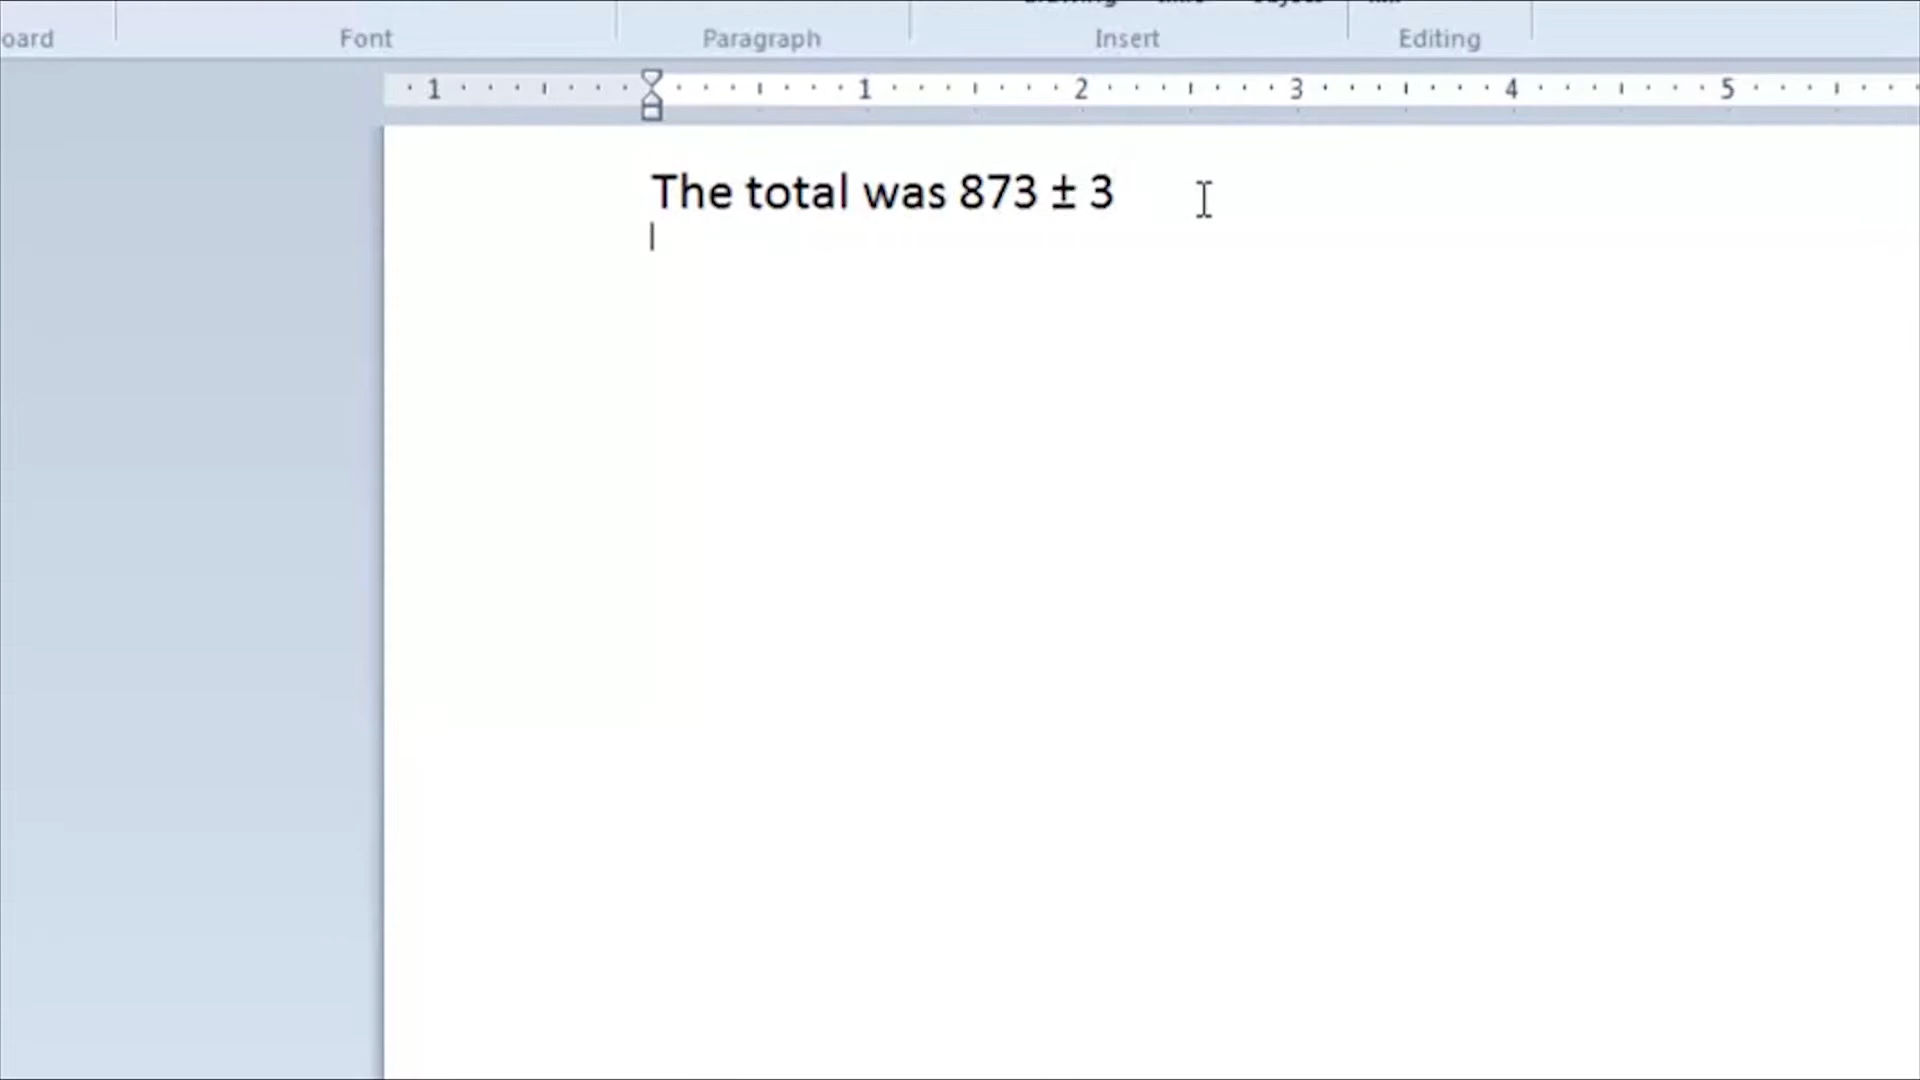 oard Font Paragraph Insert Editing
1 1 2 3 4 5
The total was 873 ± 3